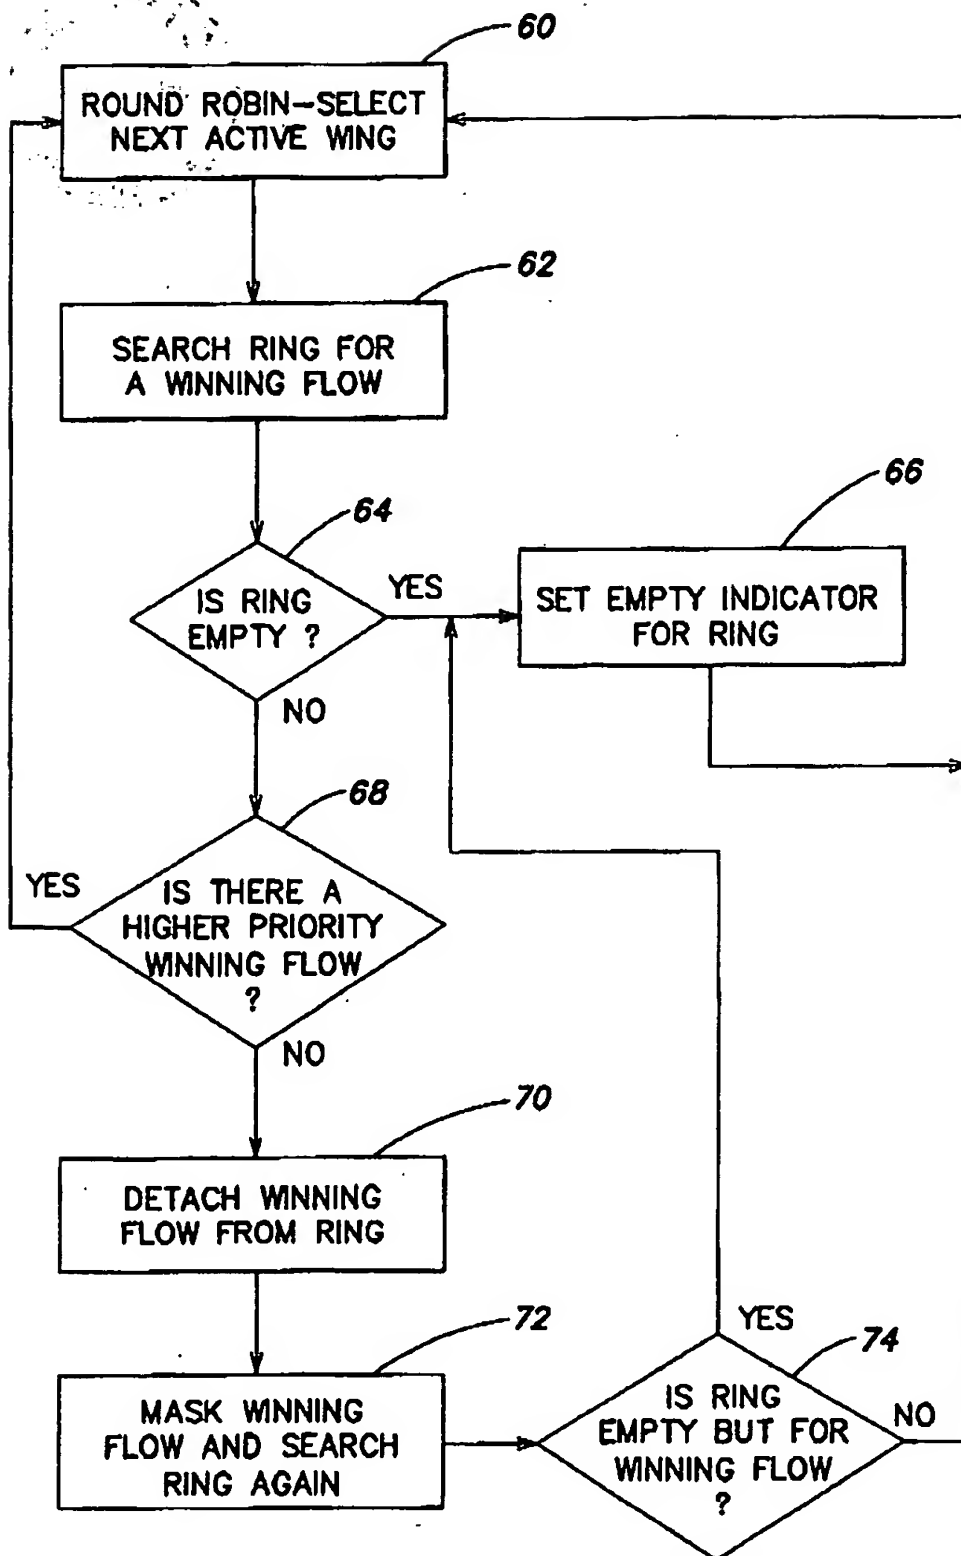 60
ROUND ROBIN-SELECT
NEXT ACTIVE WING
62
SEARCH RING FOR
A WINNING FLOW
64
IS RING
EMPTY ?
YES
NO
66
SET EMPTY INDICATOR
FOR RING
68
YES
IS THERE A
HIGHER PRIORITY
WINNING FLOW
?
NO
70
DETACH WINNING
FLOW FROM RING
72
MASK WINNING
FLOW AND SEARCH
RING AGAIN
YES
74
IS RING
EMPTY BUT FOR
WINNING FLOW
?
NO